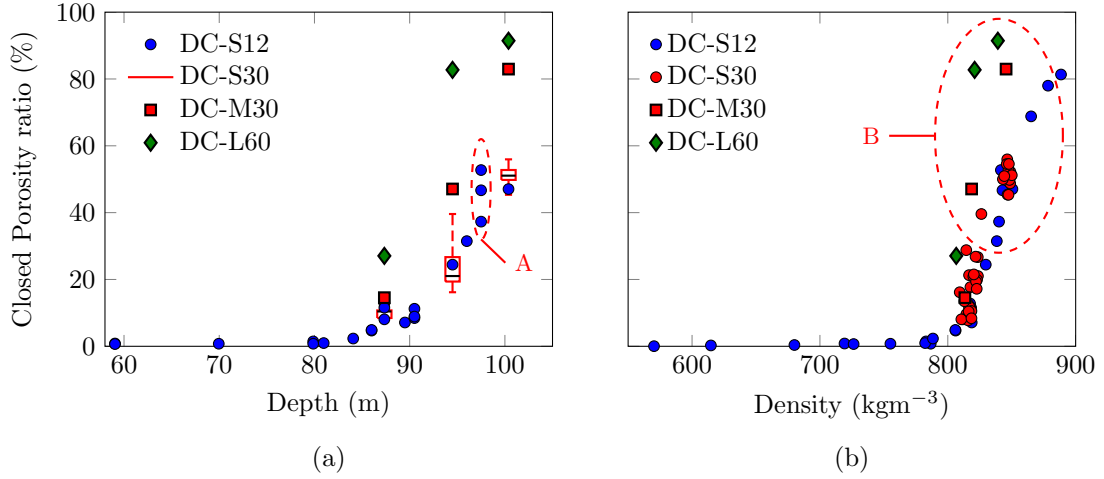 Closed Porosity ratio (%)
100
80
60
40
20
0
DC-S12
DC-S30
DC-M30
DC-L60
A
60 70 80 90 100
Depth (m)
(a)
DC-S12
DC-S30
DC-M30
DC-L60
B
600 700 800 900
Density (kgm⁻³)
(b)